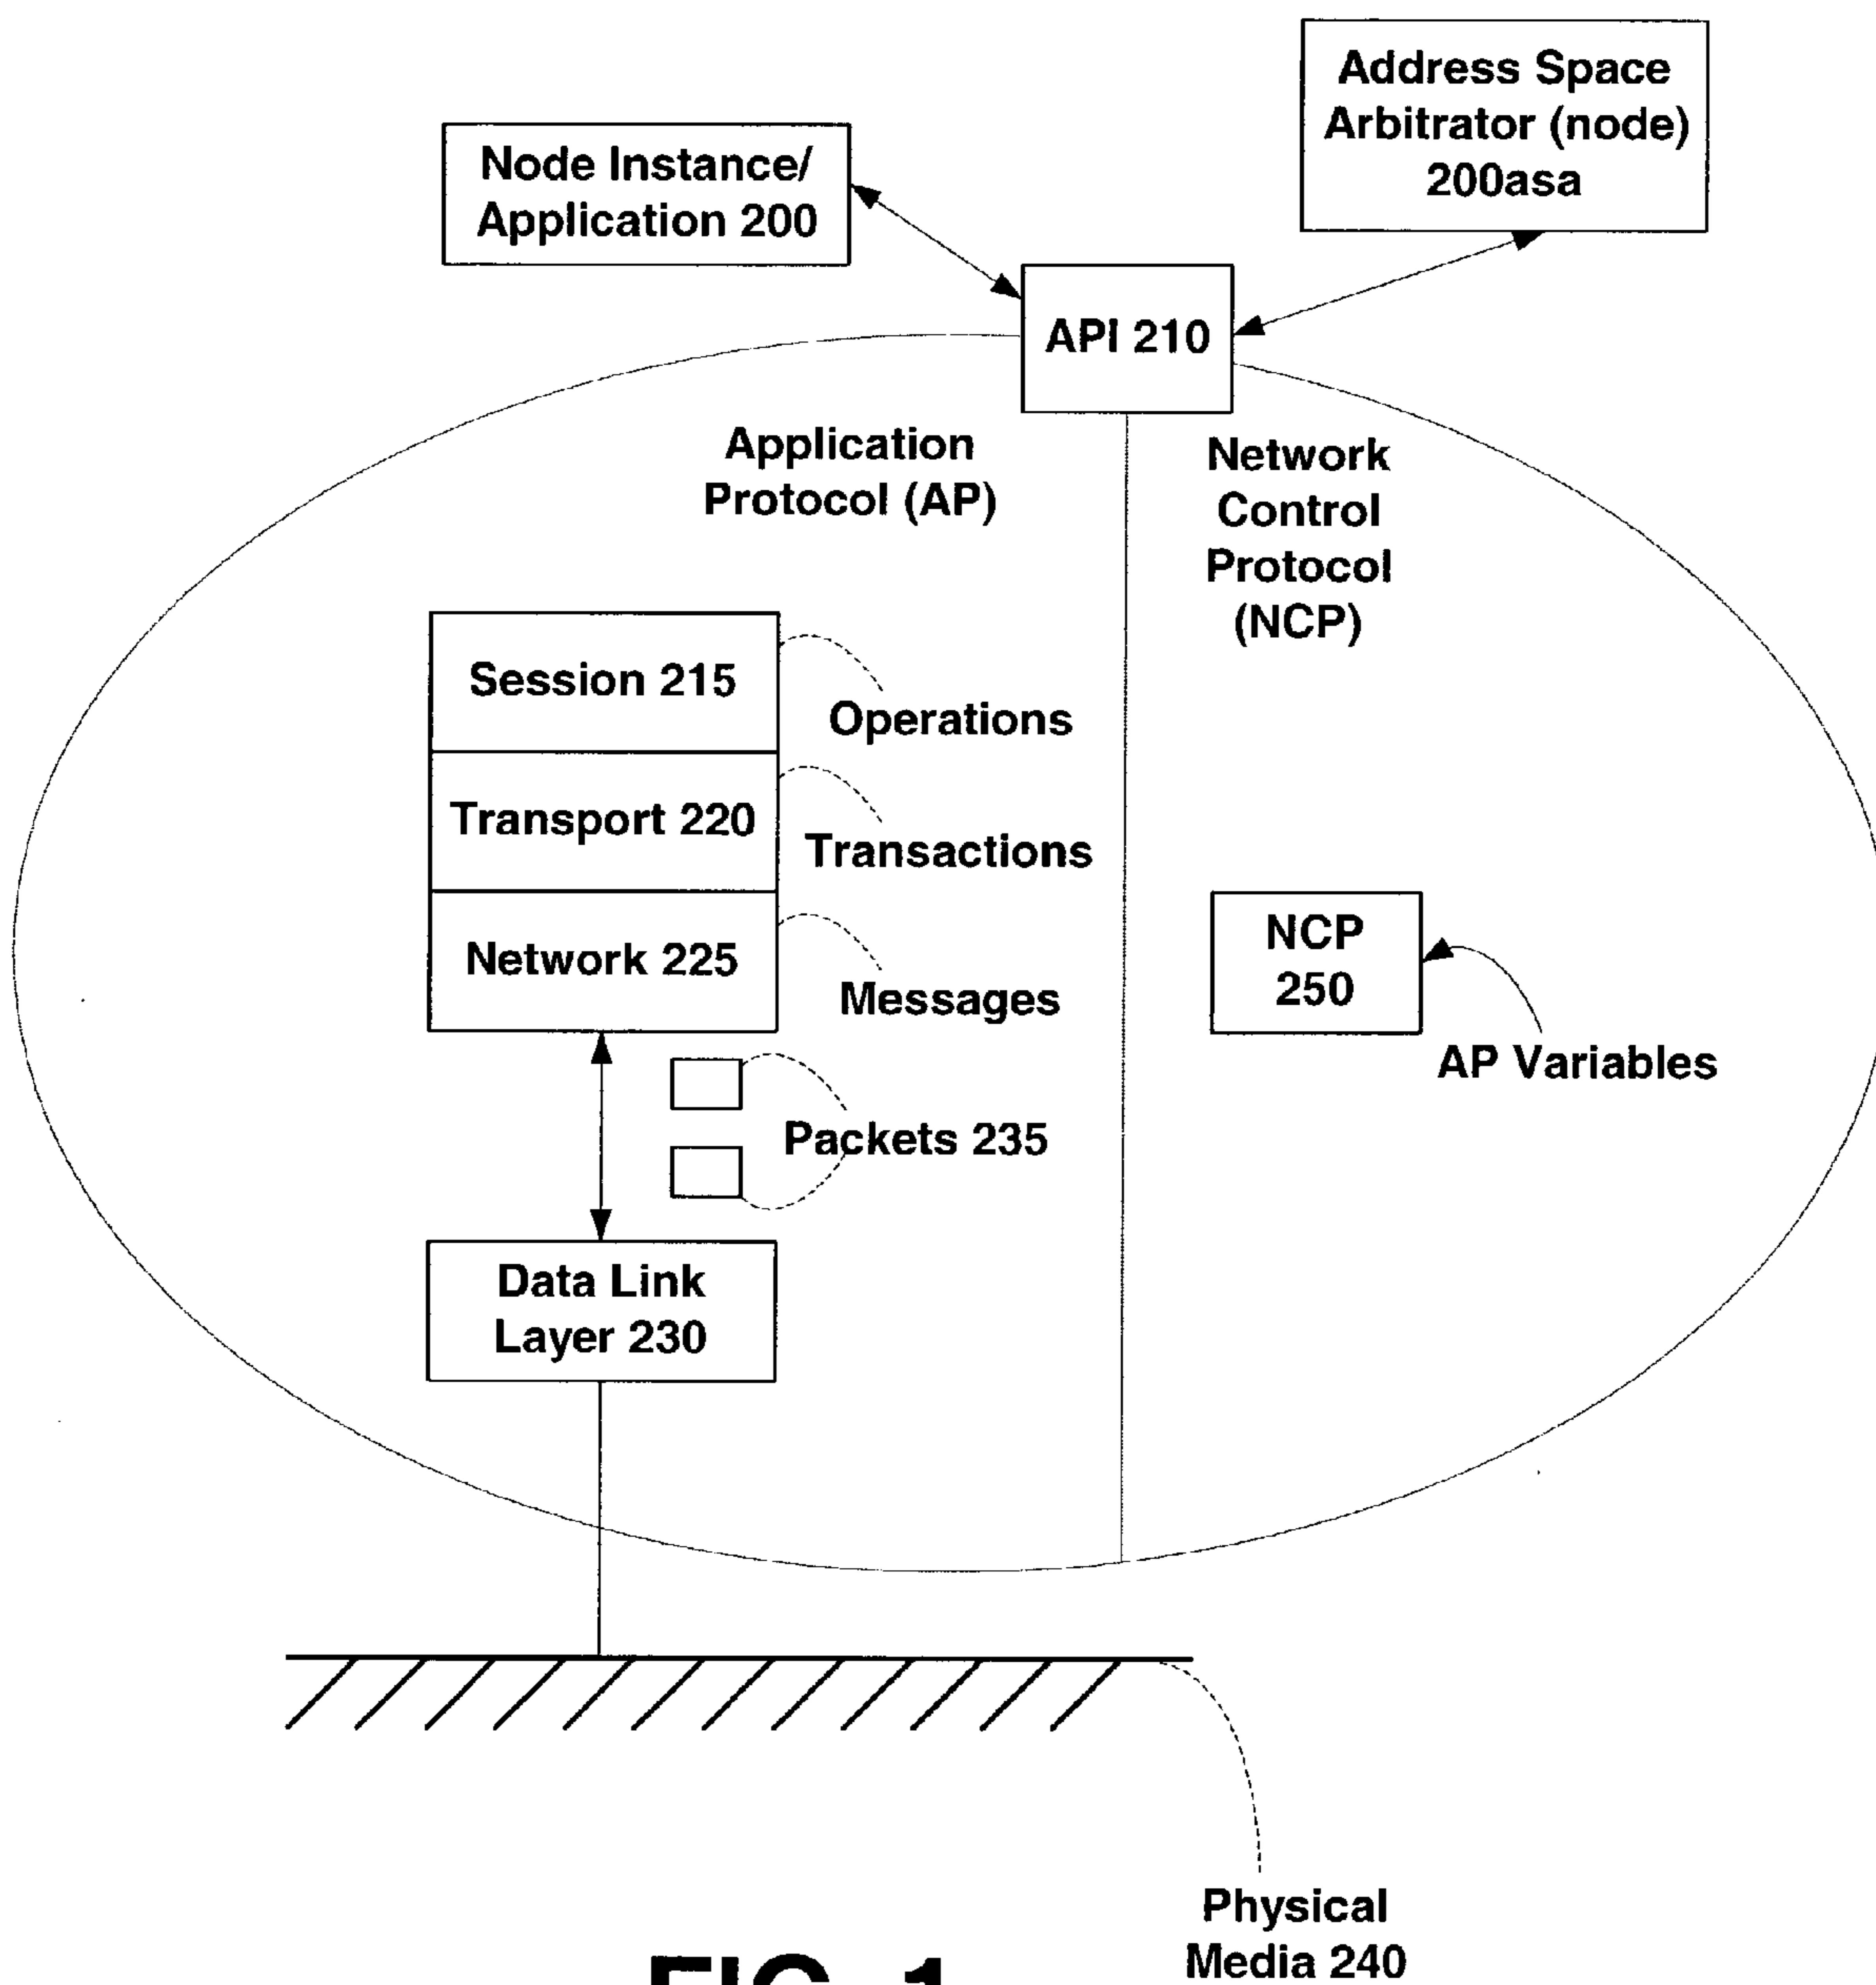 Address Space
Arbitrator (node)
200asa
Node Instance/
Application 200
API 210
Application
Protocol (AP)
Network
Control
Protocol
(NCP)
Session 215
Operations
Transport 220
Transactions
Network 225
Messages
NCP
250
AP Variables
Packets 235
Data Link
Layer 230
Physical
Media 240
FIG. 1